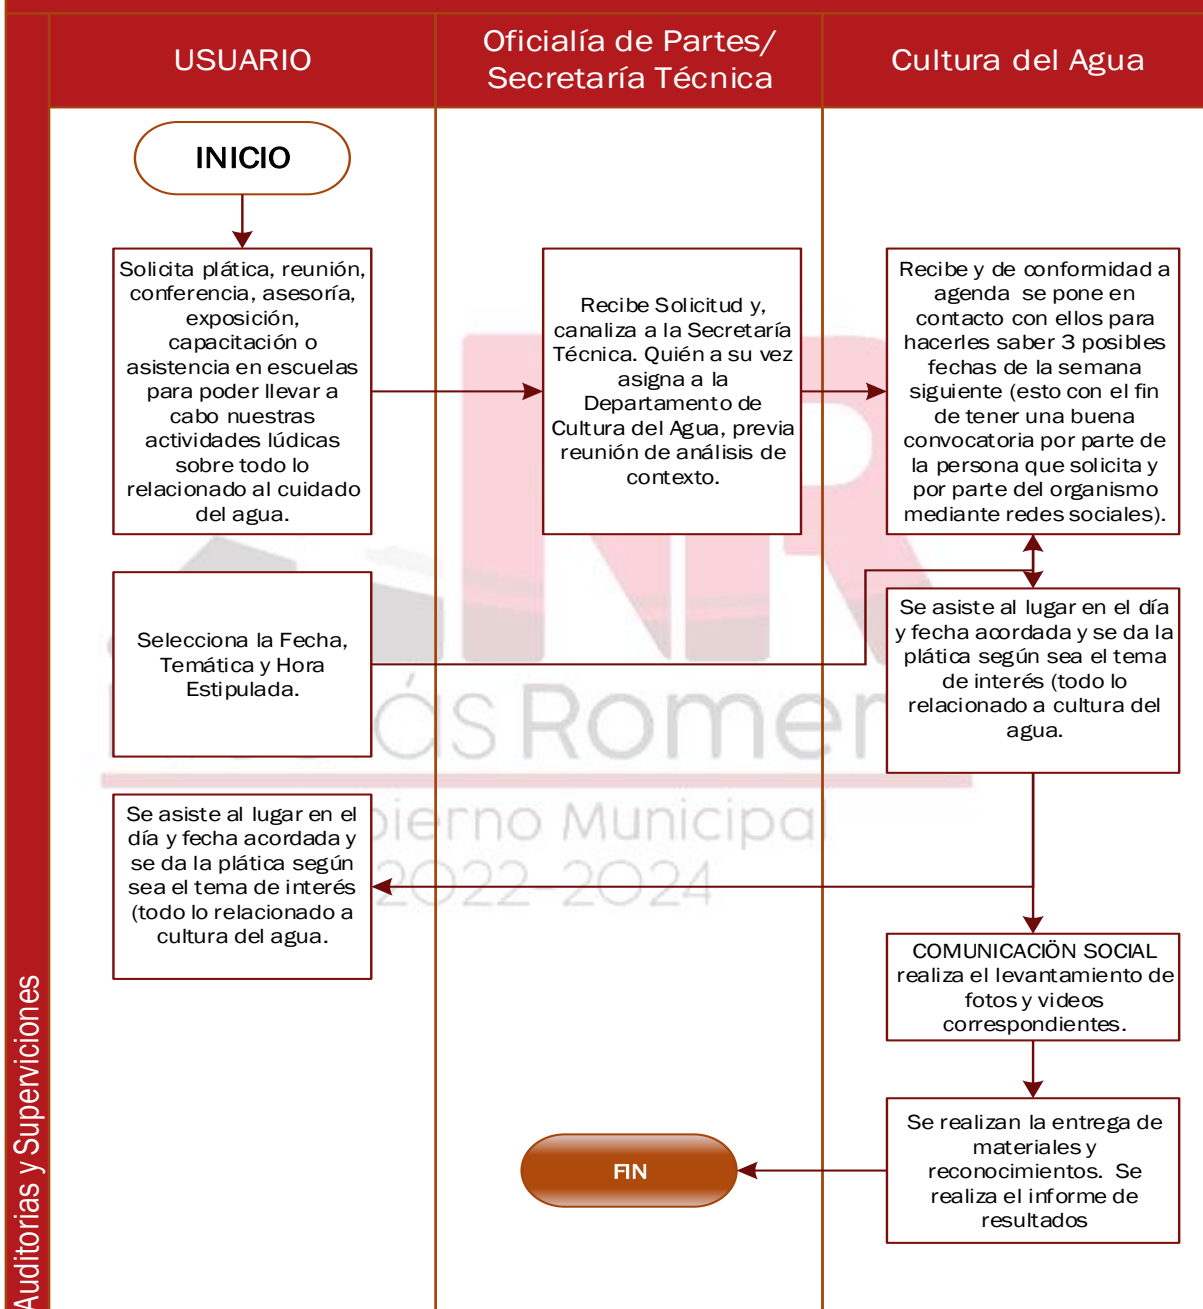 USUARIO
Oficialía de Partes/
Secretaría Técnica
Cultura del Agua
INICIO
Solicita plática, reunión,
conferencia, asesoría,
exposición,
capacitación o
asistencia en escuelas
para poder llevar a
cabo nuestras
actividades lúdicas
sobre todo lo
relacionado al cuidado
del agua.
Recibe Solicitud y,
canaliza a la Secretaría
Técnica. Quién a su vez
asigna a la
Departamento de
Cultura del Agua, previa
reunión de análisis de
contexto.
Recibe y de conformidad a
agenda se pone en
contacto con ellos para
hacerles saber 3 posibles
fechas de la semana
siguiente (esto con el fin
de tener una buena
convocatoria por parte de
la persona que solicita y
por parte del organismo
mediante redes sociales).
Selecciona la Fecha,
Temática y Hora
Estipulada.
Se asiste al lugar en el día
y fecha acordada y se da la
plática según sea el tema
de interés (todo lo
relacionado a cultura del
agua.
Se asiste al lugar en el
día y fecha acordada y
se da la plática según
sea el tema de interés
(todo lo relacionado a
cultura del agua.
COMUNICACIÖN SOCIAL
realiza el levantamiento de
fotos y videos
correspondientes.
Se realizan la entrega de
materiales y
reconocimientos. Se
realiza el informe de
resultados
FIN
Auditorias y Superviciones
NR
Romer
Municipal
2022-2024